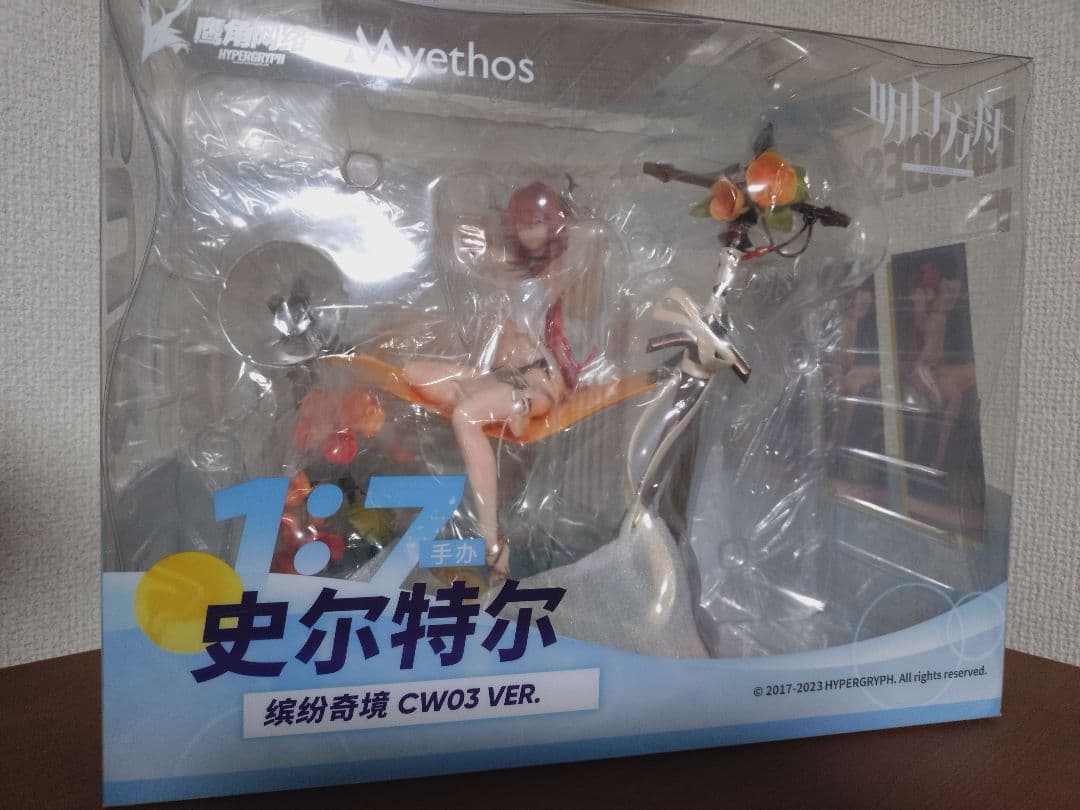 鹰角网络
HYPERGRYPH
Myethos
明日方舟
1:7
手办
史尔特尔
缤纷奇境 CW03 VER.
© 2017-2023 HYPERGRYPH. All rights reserved.